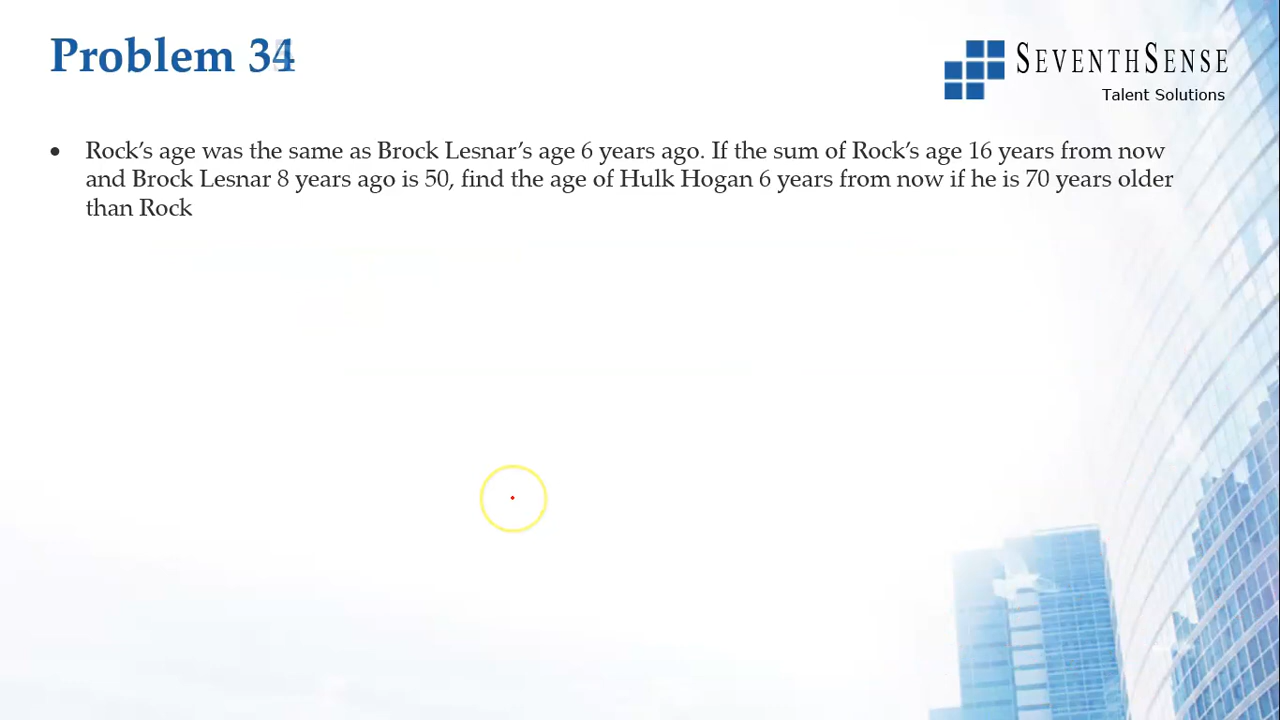 Problem 34
SEVENTHSENSE
Talent Solutions
• Rock’s age was the same as Brock Lesnar’s age 6 years ago. If the sum of Rock’s age 16 years from now
and Brock Lesnar 8 years ago is 50, find the age of Hulk Hogan 6 years from now if he is 70 years older
than Rock